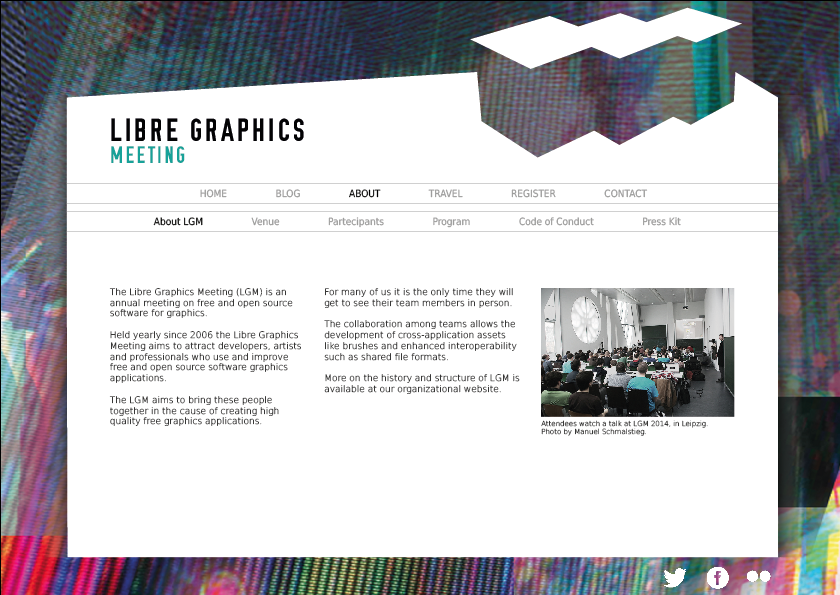 LIBRE GRAPHICS
MEETING
HOME BLOG ABOUT TRAVEL REGISTER CONTACT
About LGM Venue Partecipants Program Code of Conduct Press Kit
The Libre Graphics Meeting (LGM) is an
annual meeting on free and open source
software for graphics.
Held yearly since 2006 the Libre Graphics
Meeting aims to attract developers, artists
and professionals who use and improve
free and open source software graphics
applications.
The LGM aims to bring these people
together in the cause of creating high
quality free graphics applications.
For many of us it is the only time they will
get to see their team members in person.
The collaboration among teams allows the
development of cross-application assets
like brushes and enhanced interoperability
such as shared file formats.
More on the history and structure of LGM is
available at our organizational website.
Attendees watch a talk at LGM 2014, in Leipzig.
Photo by Manuel Schmalstieg.